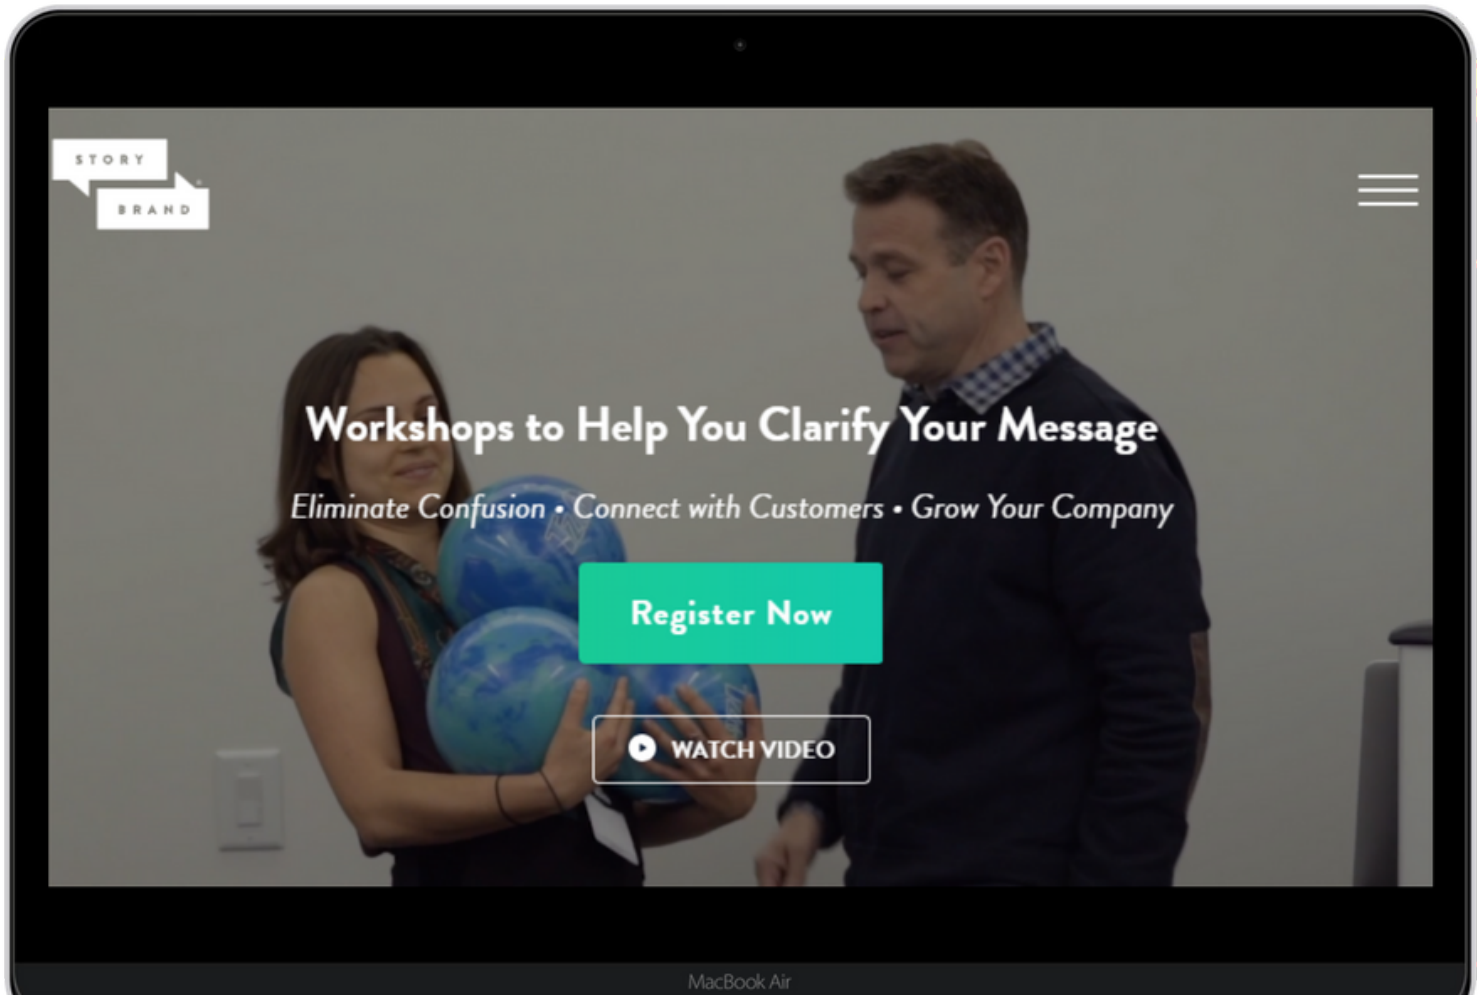 STORY
BRAND
Workshops to Help You Clarify Your Message
Eliminate Confusion • Connect with Customers • Grow Your Company
Register Now
WATCH VIDEO
MacBook Air